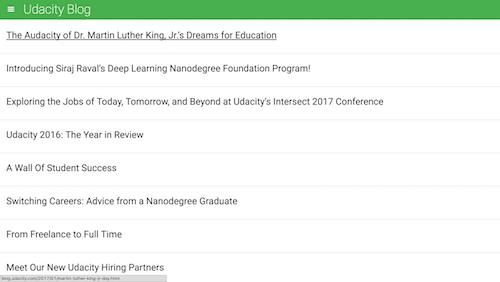 Udacity Blog
The Audacity of Dr. Martin Luther King, Jr.'s Dreams for Education
Introducing Siraj Raval's Deep Learning Nanodegree Foundation Program!
Exploring the Jobs of Today, Tomorrow, and Beyond at Udacity's Intersect 2017 Conference
Udacity 2016: The Year in Review
A Wall Of Student Success
Switching Careers: Advice from a Nanodegree Graduate
From Freelance to Full Time
Meet Our New Udacity Hiring Partners
blog.udacity.com/2017/01/martin-luther-king-jr-day.html